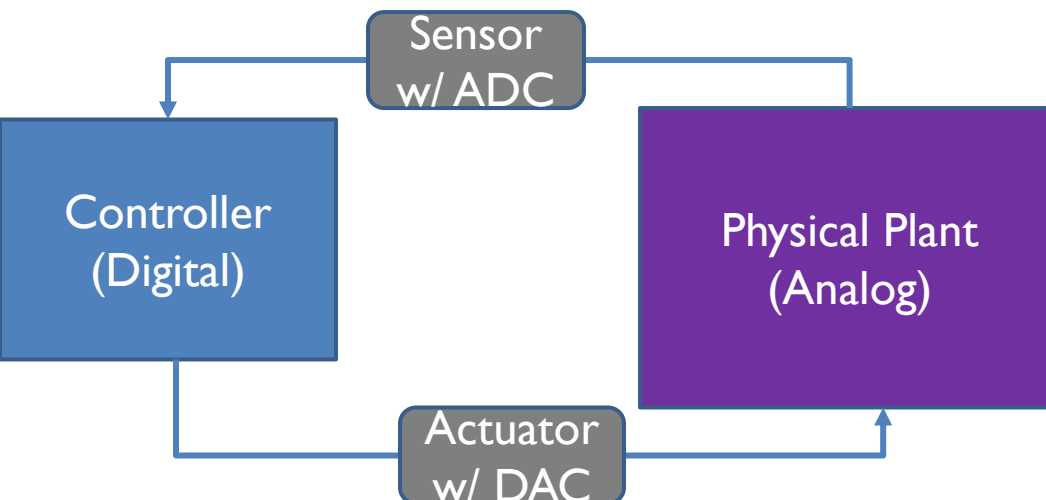 Sensor
w/ ADC
Controller
(Digital)
Physical Plant
(Analog)
Actuator
w/ DAC